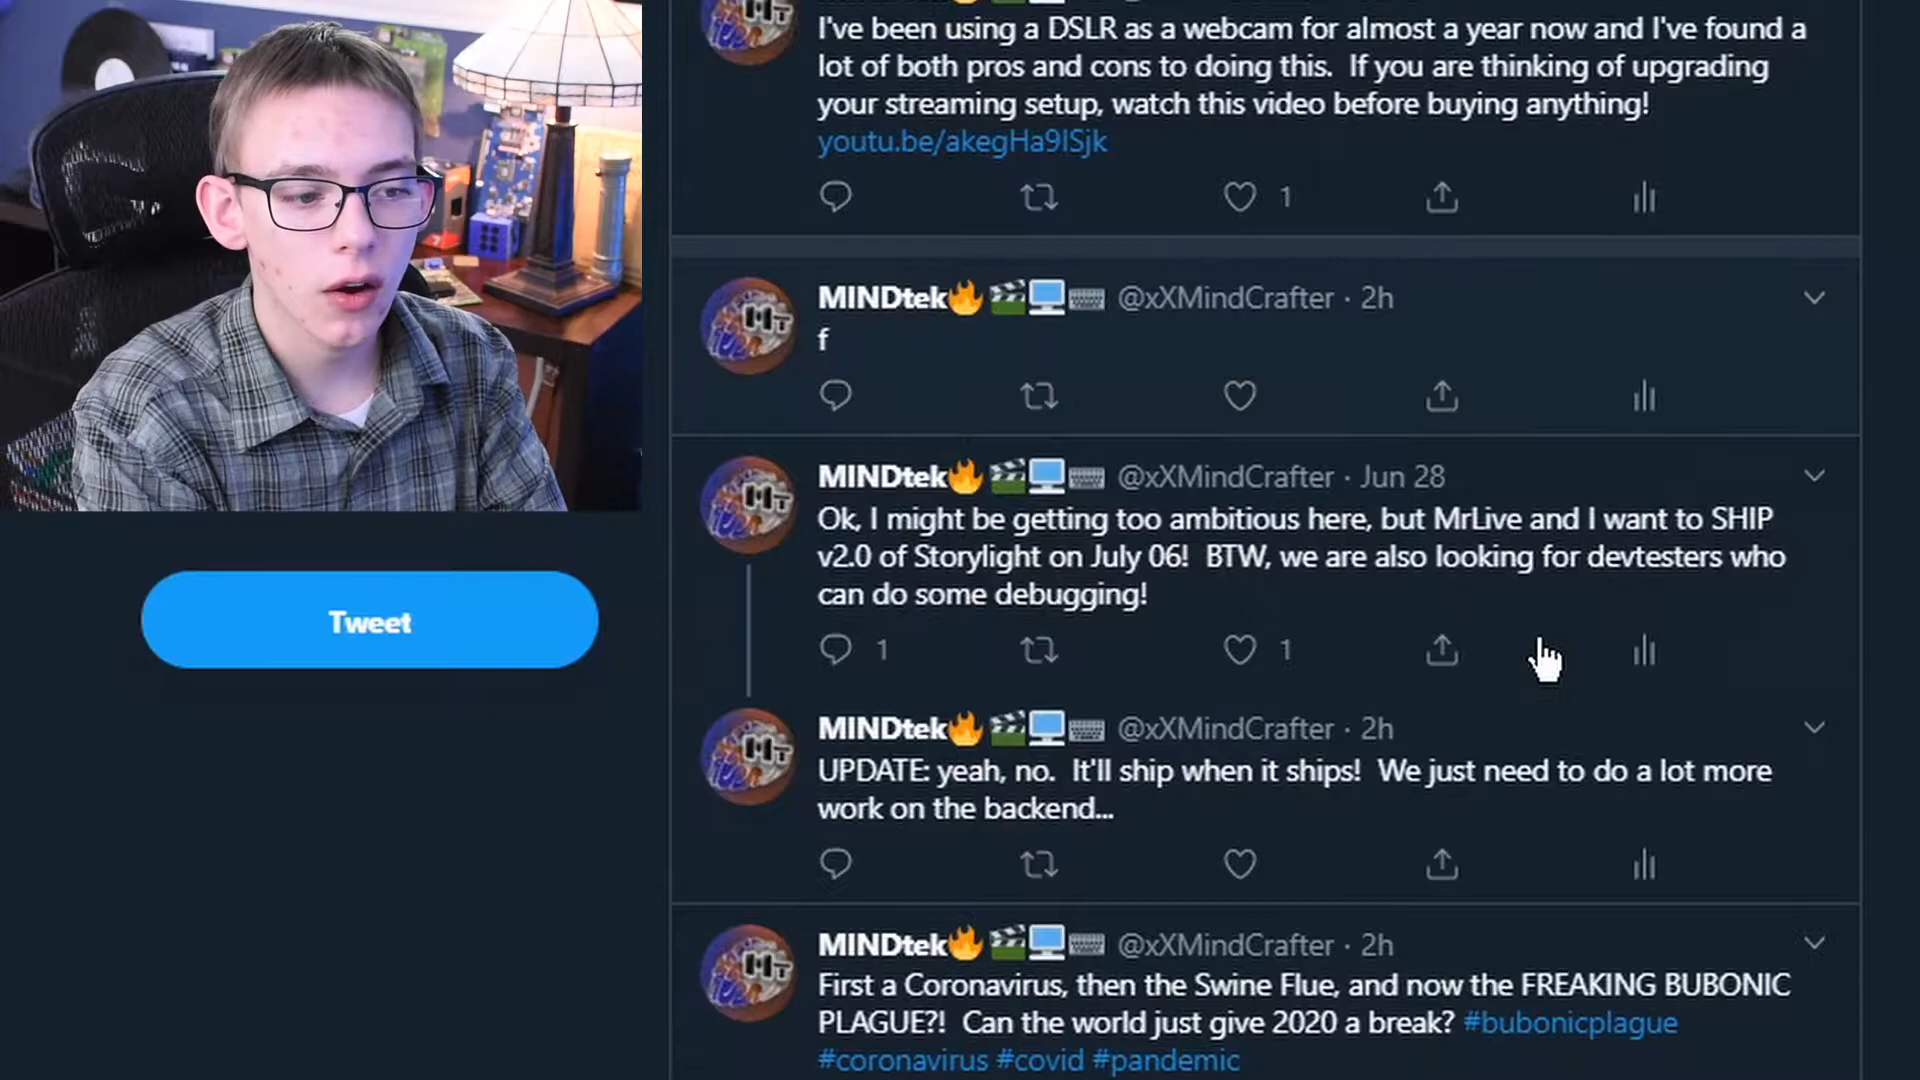 I've been using a DSLR as a webcam for almost a year now and I've found a
lot of both pros and cons to doing this.  If you are thinking of upgrading
your streaming setup, watch this video before buying anything!
youtu.be/akegHa9lSjk
1
MINDtek🔥🎬🖥️⌨️ @xXMindCrafter · 2h
f
MINDtek🔥🎬🖥️⌨️ @xXMindCrafter · Jun 28
Ok, I might be getting too ambitious here, but MrLive and I want to SHIP
v2.0 of Storylight on July 06!  BTW, we are also looking for devtesters who
can do some debugging!
1 1
Tweet
MINDtek🔥🎬🖥️⌨️ @xXMindCrafter · 2h
UPDATE: yeah, no.  It'll ship when it ships!  We just need to do a lot more
work on the backend...
MINDtek🔥🎬🖥️⌨️ @xXMindCrafter · 2h
First a Coronavirus, then the Swine Flue, and now the FREAKING BUBONIC
PLAGUE?!  Can the world just give 2020 a break? #bubonicplague
#coronavirus #covid #pandemic